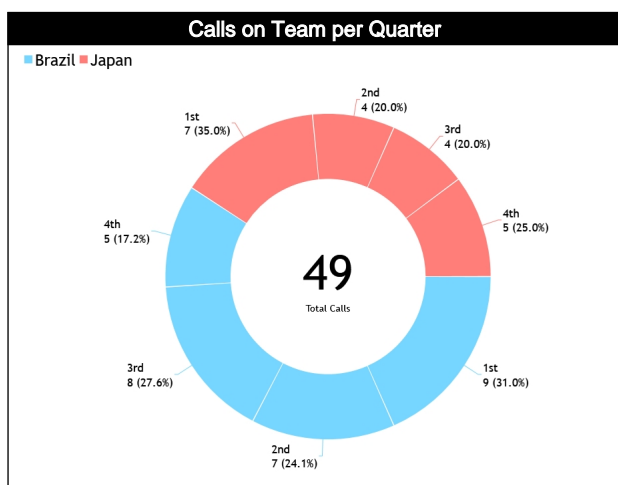 Calls on Team per Quarter
Brazil Japan
2nd
4 (20.0%)
1st
7 (35.0%)
3rd
4 (20.0%)
4th
5 (25.0%)
4th
5 (17.2%)
49
Total Calls
3rd
8 (27.6%)
1st
9 (31.0%)
2nd
7 (24.1%)